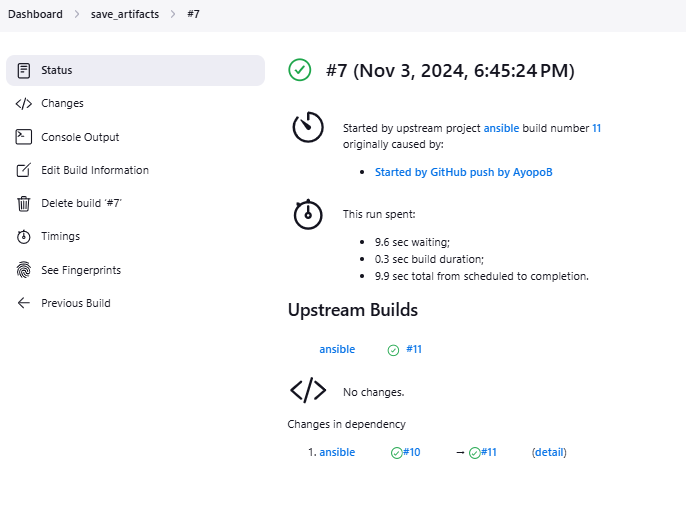 Dashboard > save_artifacts > #7
Status
Changes
Console Output
Edit Build Information
Delete build '#7'
Timings
See Fingerprints
Previous Build
#7 (Nov 3, 2024, 6:45:24 PM)
Started by upstream project ansible build number 11
originally caused by:
• Started by GitHub push by AyopoB
This run spent:
• 9.6 sec waiting;
• 0.3 sec build duration;
• 9.9 sec total from scheduled to completion.
Upstream Builds
ansible #11
No changes.
Changes in dependency
1. ansible #10 → #11 (detail)